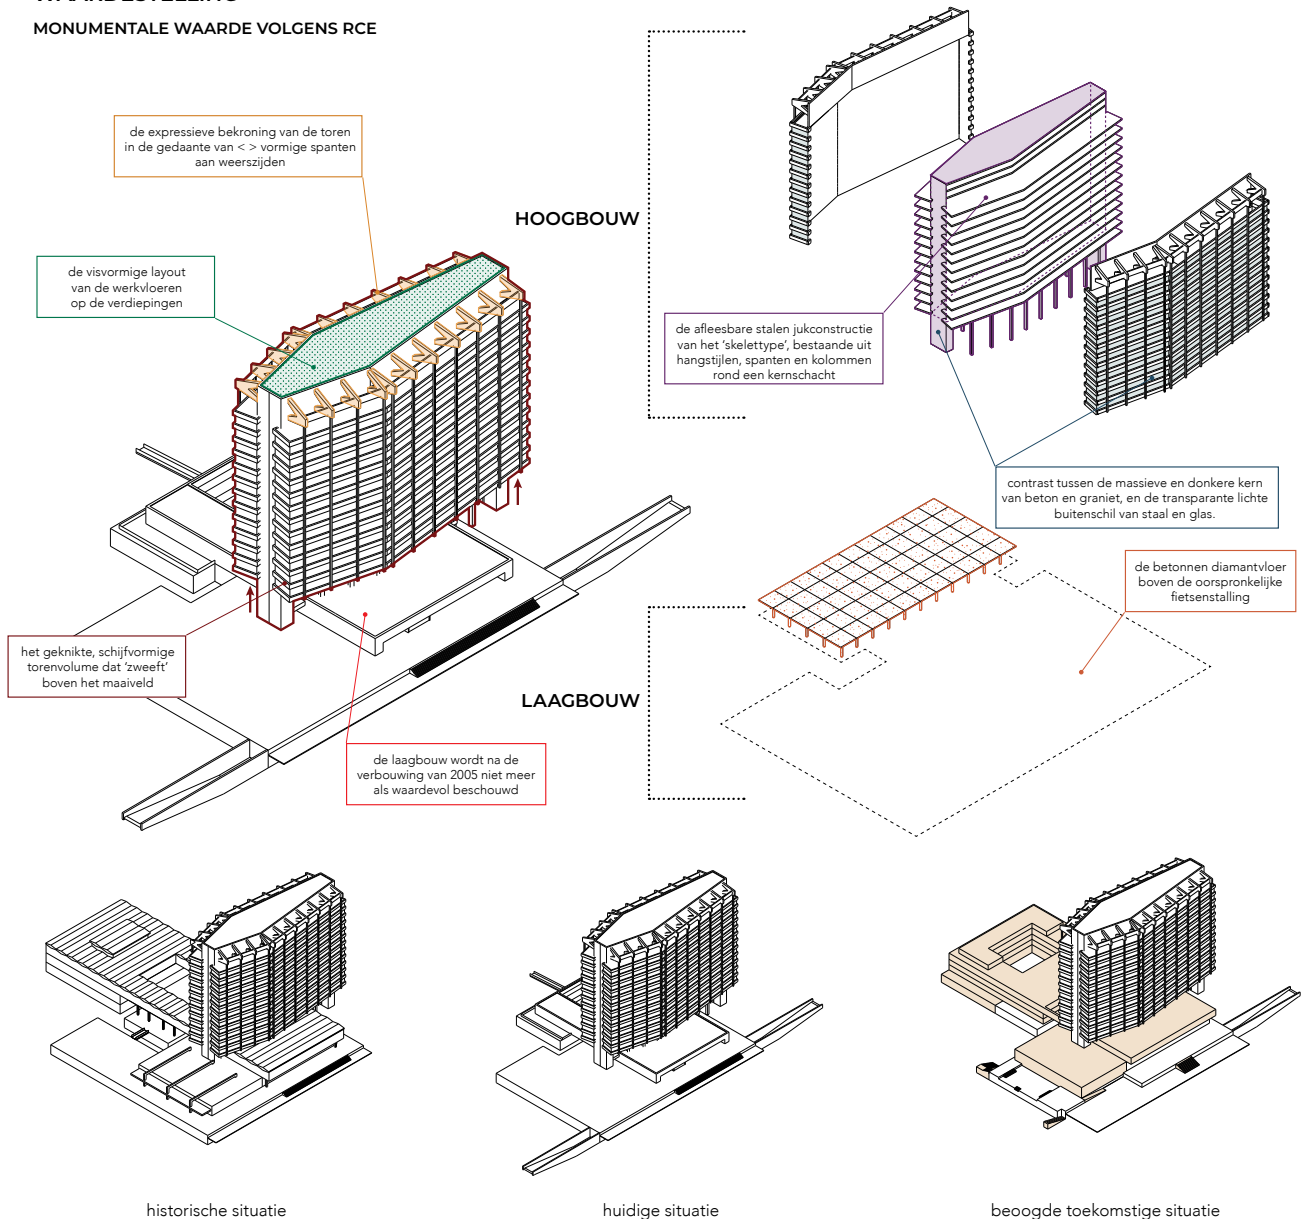 MONUMENTALE WAARDE VOLGENS RCE
de expressieve bekroning van de toren
in de gedaante van < > vormige spanten
aan weerszijden
de visvormige layout
van de werkvloeren
op de verdiepingen
HOOGBOUW
de afleesbare stalen jukconstructie
van het 'skelettype', bestaande uit
hangstijlen, spanten en kolommen
rond een kernschacht
contrast tussen de massieve en donkere kern
van beton en graniet, en de transparante lichte
buitenschil van staal en glas.
de betonnen diamantvloer
boven de oorspronkelijke
fietsenstalling
het geknikte, schijfvormige
torenvolume dat 'zweeft'
boven het maaiveld
LAAGBOUW
de laagbouw wordt na de
verbouwing van 2005 niet meer
als waardevol beschouwd
historische situatie
huidige situatie
beoogde toekomstige situatie